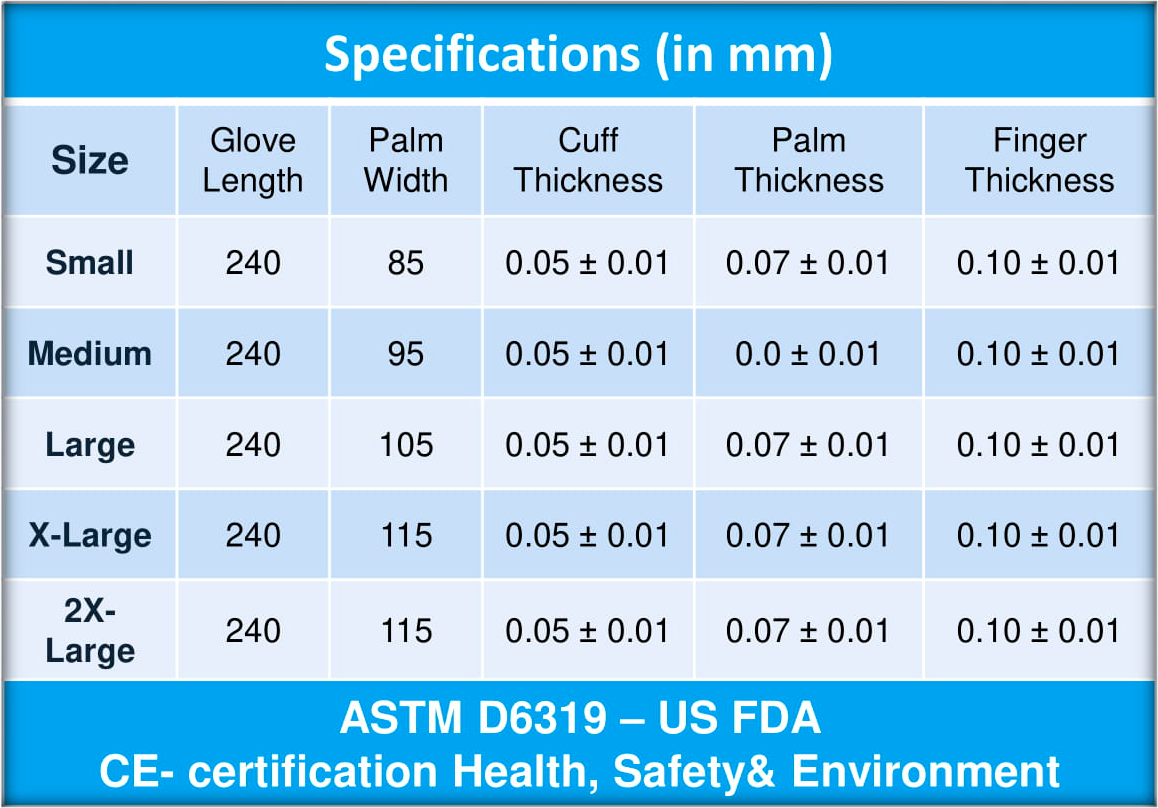 Specifications (in mm)
Size Glove Length Palm Width Cuff Thickness Palm Thickness Finger Thickness
Small 240 85 0.05 ± 0.01 0.07 ± 0.01 0.10 ± 0.01
Medium 240 95 0.05 ± 0.01 0.0 ± 0.01 0.10 ± 0.01
Large 240 105 0.05 ± 0.01 0.07 ± 0.01 0.10 ± 0.01
X-Large 240 115 0.05 ± 0.01 0.07 ± 0.01 0.10 ± 0.01
2X-Large 240 115 0.05 ± 0.01 0.07 ± 0.01 0.10 ± 0.01
ASTM D6319 – US FDA
CE- certification Health, Safety& Environment